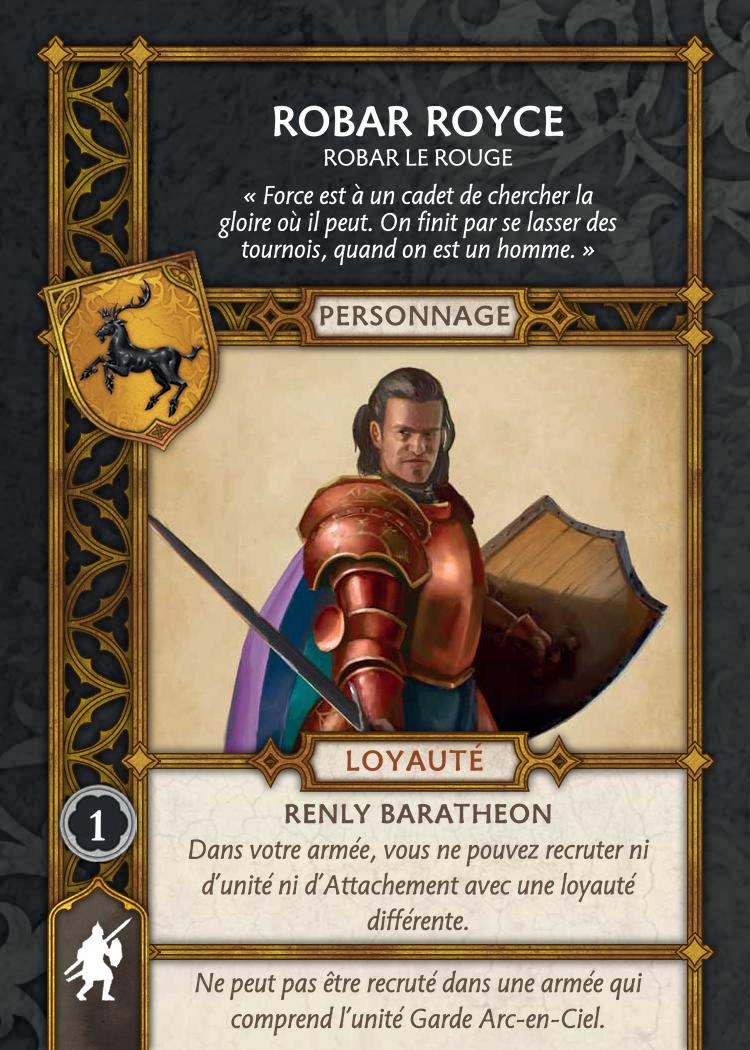 ROBAR ROYCE
ROBAR LE ROUGE
« Force est à un cadet de chercher la
gloire où il peut. On finit par se lasser des
tournois, quand on est un homme. »
PERSONNAGE
LOYAUTÉ
RENLY BARATHEON
Dans votre armée, vous ne pouvez recruter ni
d'unité ni d'Attachement avec une loyauté
différente.
1
Ne peut pas être recruté dans une armée qui
comprend l'unité Garde Arc-en-Ciel.